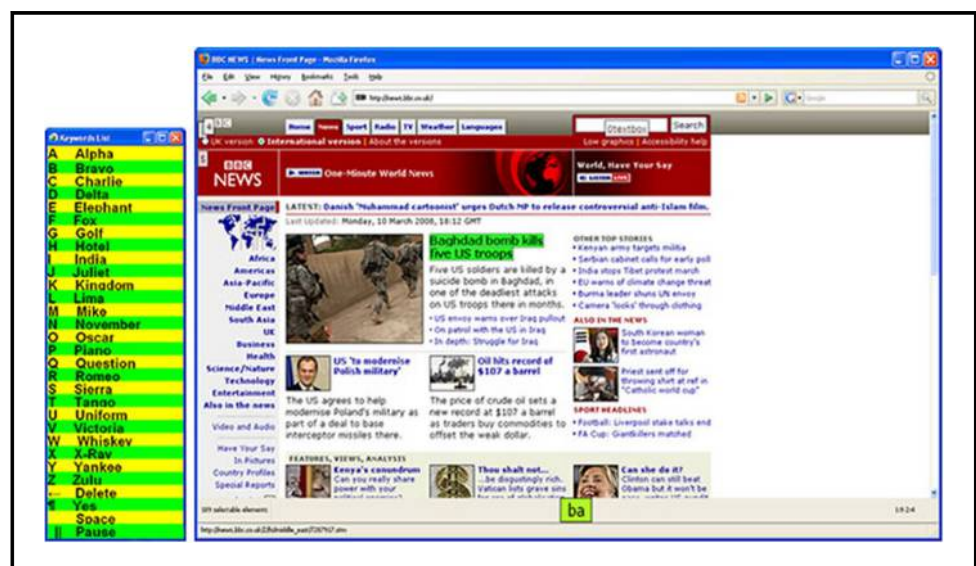 Keywords List
A Alpha
B Bravo
C Charlie
D Delta
E Elephant
F Fox
G Golf
H Hotel
I India
J Juliet
K Kingdom
L Lima
M Mike
N November
O Oscar
P Piano
Q Question
R Romeo
S Sierra
T Tango
U Uniform
V Victoria
W Whiskey
X X-Ray
Y Yankee
Z Zulu
← Delete
¶ Yes
Space
|| Pause
BBC NEWS | News Front Page - Mozilla Firefox
File Edit View History Bookmarks Tools Help
http://news.bbc.co.uk/
Google
4
Home News Sport Radio TV Weather Languages
0textbox
Search
UK version International version | About the versions
Low graphics | Accessibility help
5
BBC
NEWS
WATCH One-Minute World News
World, Have Your Say
LISTEN LIVE
News Front Page
Africa
Americas
Asia-Pacific
Europe
Middle East
South Asia
UK
Business
Health
Science/Nature
Technology
Entertainment
Also in the news
Video and Audio
Have Your Say
In Pictures
Country Profiles
Special Reports
LATEST: Danish 'Muhammad cartoonist' urges Dutch MP to release controversial anti-Islam film.
Last Updated: Monday, 10 March 2008, 18:12 GMT
Baghdad bomb kills
five US troops
Five US soldiers are killed by a
suicide bomb in Baghdad, in
one of the deadliest attacks
on US troops there in months.
US envoy warns over Iraq pullout
On patrol with the US in Iraq
In depth: Struggle for Iraq
US 'to modernise
Polish military'
The US agrees to help
modernise Poland's military as
part of a deal to base
interceptor missiles there.
Oil hits record of
$107 a barrel
The price of crude oil sets a
new record at $107 a barrel
as traders buy commodities to
offset the weak dollar.
OTHER TOP STORIES
Kenyan army targets militia
Serbian cabinet calls for early poll
India stops Tibet protest march
EU warns of climate change threat
Burma leader shuns UN envoy
Camera 'looks' through clothing
ALSO IN THE NEWS
South Korean woman
to become country's
first astronaut
Priest sent off for
throwing shirt at ref in
"Catholic world cup"
SPORT HEADLINES
Football: Liverpool stake talks end
FA Cup: Giantkillers matched
FEATURES, VIEWS, ANALYSIS
Kenya's conundrum
Can you really share
power with your
Thou shalt not...
...be disgustingly rich.
Vatican lists grave sins
Can she do it?
Clinton can still beat
Obama but it won't be
selectable elements
ba